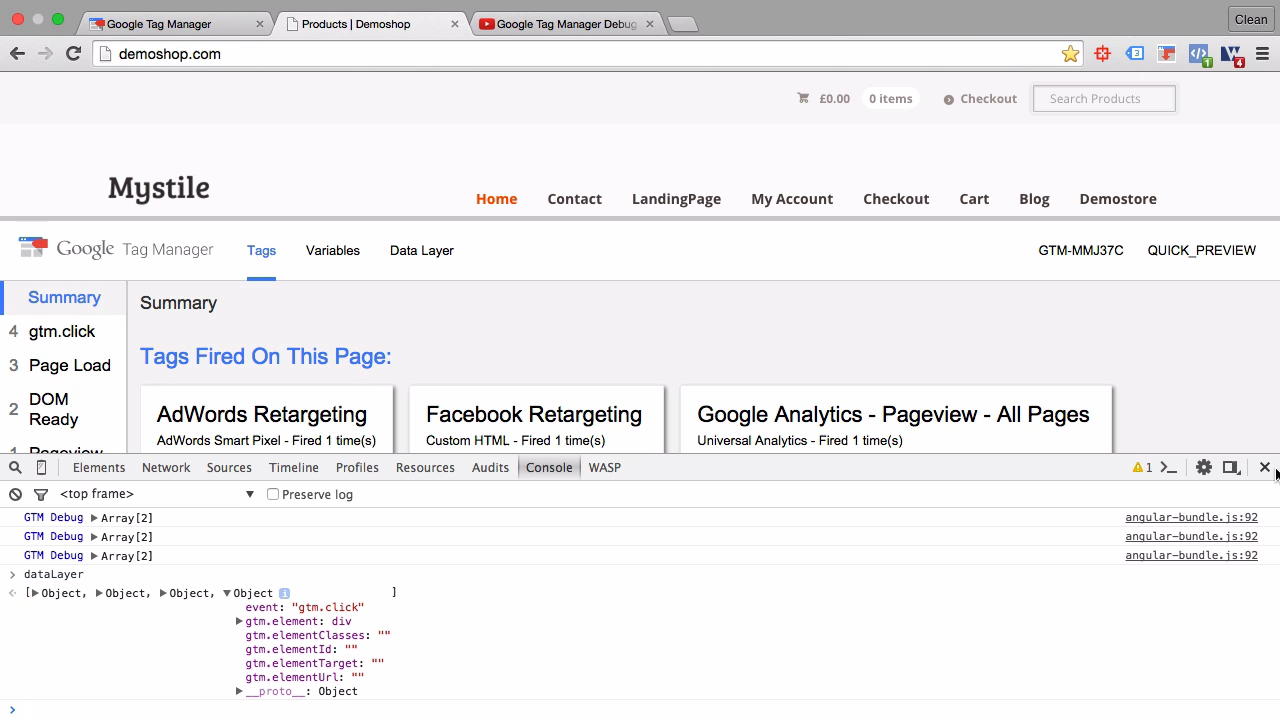 Google Tag Manager
Products | Demoshop
Google Tag Manager Debug
Clean
demoshop.com
3
1
4
£0.00 0 items Checkout Search Products
Mystile
Home Contact LandingPage My Account Checkout Cart Blog Demostore
Google Tag Manager Tags Variables Data Layer GTM-MMJ37C QUICK_PREVIEW
Summary
4 gtm.click
3 Page Load
2 DOM
Ready
1 Pageview
Summary
Tags Fired On This Page:
AdWords Retargeting
AdWords Smart Pixel - Fired 1 time(s)
Facebook Retargeting
Custom HTML - Fired 1 time(s)
Google Analytics - Pageview - All Pages
Universal Analytics - Fired 1 time(s)
Elements Network Sources Timeline Profiles Resources Audits Console WASP 1
<top frame> Preserve log
GTM Debug Array[2] angular-bundle.js:92
GTM Debug Array[2] angular-bundle.js:92
GTM Debug Array[2] angular-bundle.js:92
dataLayer
[Object, Object, Object, Object i ]
event: "gtm.click"
gtm.element: div
gtm.elementClasses: ""
gtm.elementId: ""
gtm.elementTarget: ""
gtm.elementUrl: ""
__proto__: Object